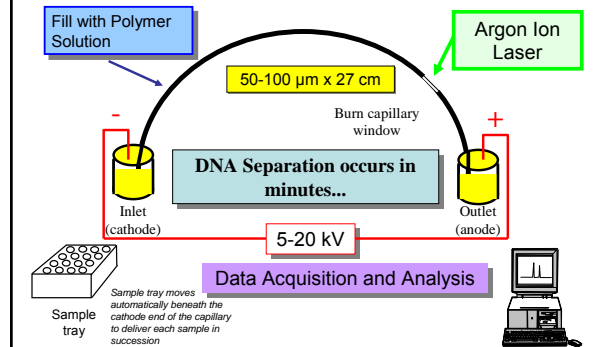 Fill with Polymer
Solution
Argon Ion
Laser
50-100 µm x 27 cm
Burn capillary
window
-
+
DNA Separation occurs in
minutes...
Inlet
(cathode)
Outlet
(anode)
5-20 kV
Data Acquisition and Analysis
Sample
tray
Sample tray moves
automatically beneath the
cathode end of the capillary
to deliver each sample in
succession